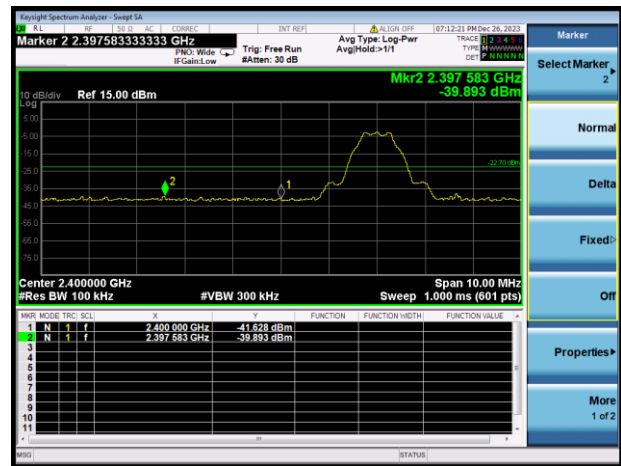 Keysight Spectrum Analyzer - Swept SA
RL RF 50 Ω AC CORREC INT REF ALIGN OFF 07:12:21 PM Dec 26, 2023
Marker 2 2.397583333333 GHz
PNO: Wide
IFGain:Low
Trig: Free Run
#Atten: 30 dB
Avg Type: Log-Pwr
Avg|Hold:>1/1
TRACE 1 2 3 4 5 6
TYPE M WWWWW
DET P N N N N N
Mkr2 2.397 583 GHz
-39.893 dBm
10 dB/div Ref 15.00 dBm
Log
5.00
-5.00
-15.0
-22.70 dBm
-25.0
-35.0
-45.0
-55.0
-65.0
-75.0
2
1
Center 2.400000 GHz Span 10.00 MHz
#Res BW 100 kHz #VBW 300 kHz Sweep 1.000 ms (601 pts)
MKR MODE TRC SCL X Y FUNCTION FUNCTION WIDTH FUNCTION VALUE
1 N 1 f 2.400 000 GHz -41.628 dBm
2 N 1 f 2.397 583 GHz -39.893 dBm
3
4
5
6
7
8
9
10
11
MSG STATUS
Marker
Select Marker
2
Normal
Delta
Fixed
Off
Properties
More
1 of 2